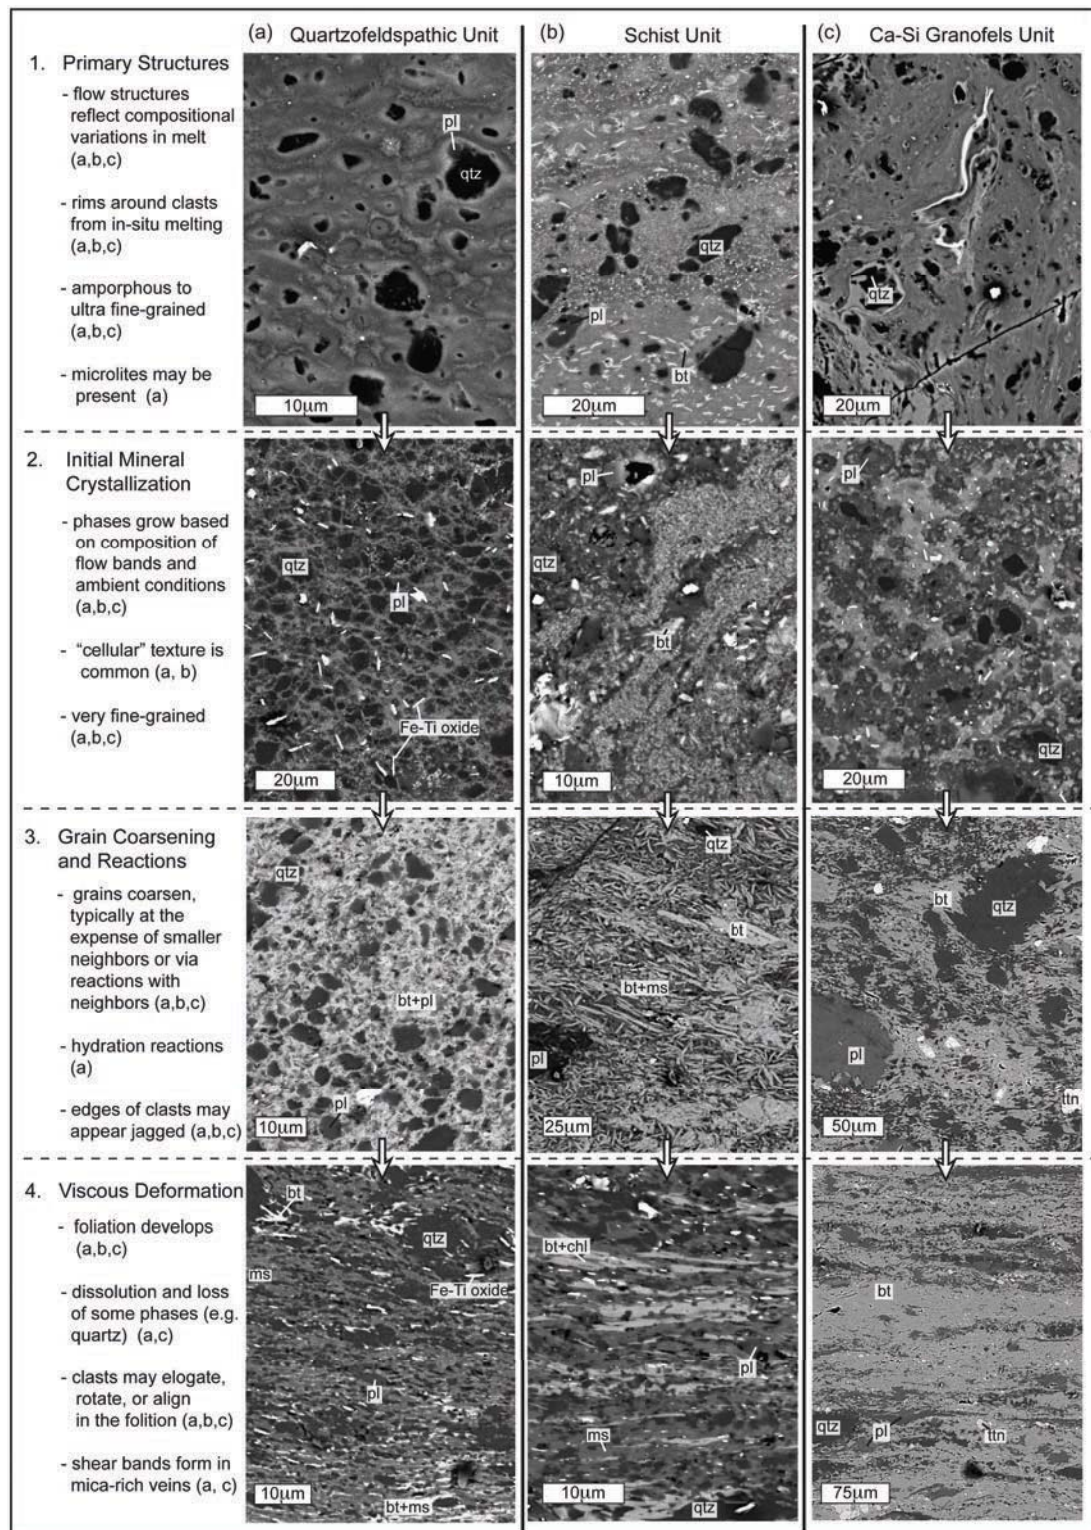 (a) Quartzofeldspathic Unit
(b) Schist Unit
(c) Ca-Si Granofels Unit
1. Primary Structures
- flow structures
reflect compositional
variations in melt
(a,b,c)
- rims around clasts
from in-situ melting
(a,b,c)
- amporphous to
ultra fine-grained
(a,b,c)
- microlites may be
present (a)
pl
qtz
10μm
qtz
pl
bt
20μm
qtz
20μm
2. Initial Mineral
Crystallization
- phases grow based
on composition of
flow bands and
ambient conditions
(a,b,c)
- “cellular” texture is
common (a, b)
- very fine-grained
(a,b,c)
qtz
pl
Fe-Ti oxide
20μm
pl
qtz
bt
10μm
pl
qtz
20μm
3. Grain Coarsening
and Reactions
- grains coarsen,
typically at the
expense of smaller
neighbors or via
reactions with
neighbors (a,b,c)
- hydration reactions
(a)
- edges of clasts may
appear jagged (a,b,c)
qtz
bt+pl
pl
10μm
qtz
bt
bt+ms
pl
25μm
bt
qtz
pl
ttn
50μm
4. Viscous Deformation
- foliation develops
(a,b,c)
- dissolution and loss
of some phases (e.g.
quartz) (a,c)
- clasts may elogate,
rotate, or align
in the folition (a,b,c)
- shear bands form in
mica-rich veins (a, c)
bt
qtz
ms
Fe-Ti oxide
pl
10μm
bt+ms
bt+chl
pl
ms
10μm
qtz
bt
qtz
pl
ttn
75μm